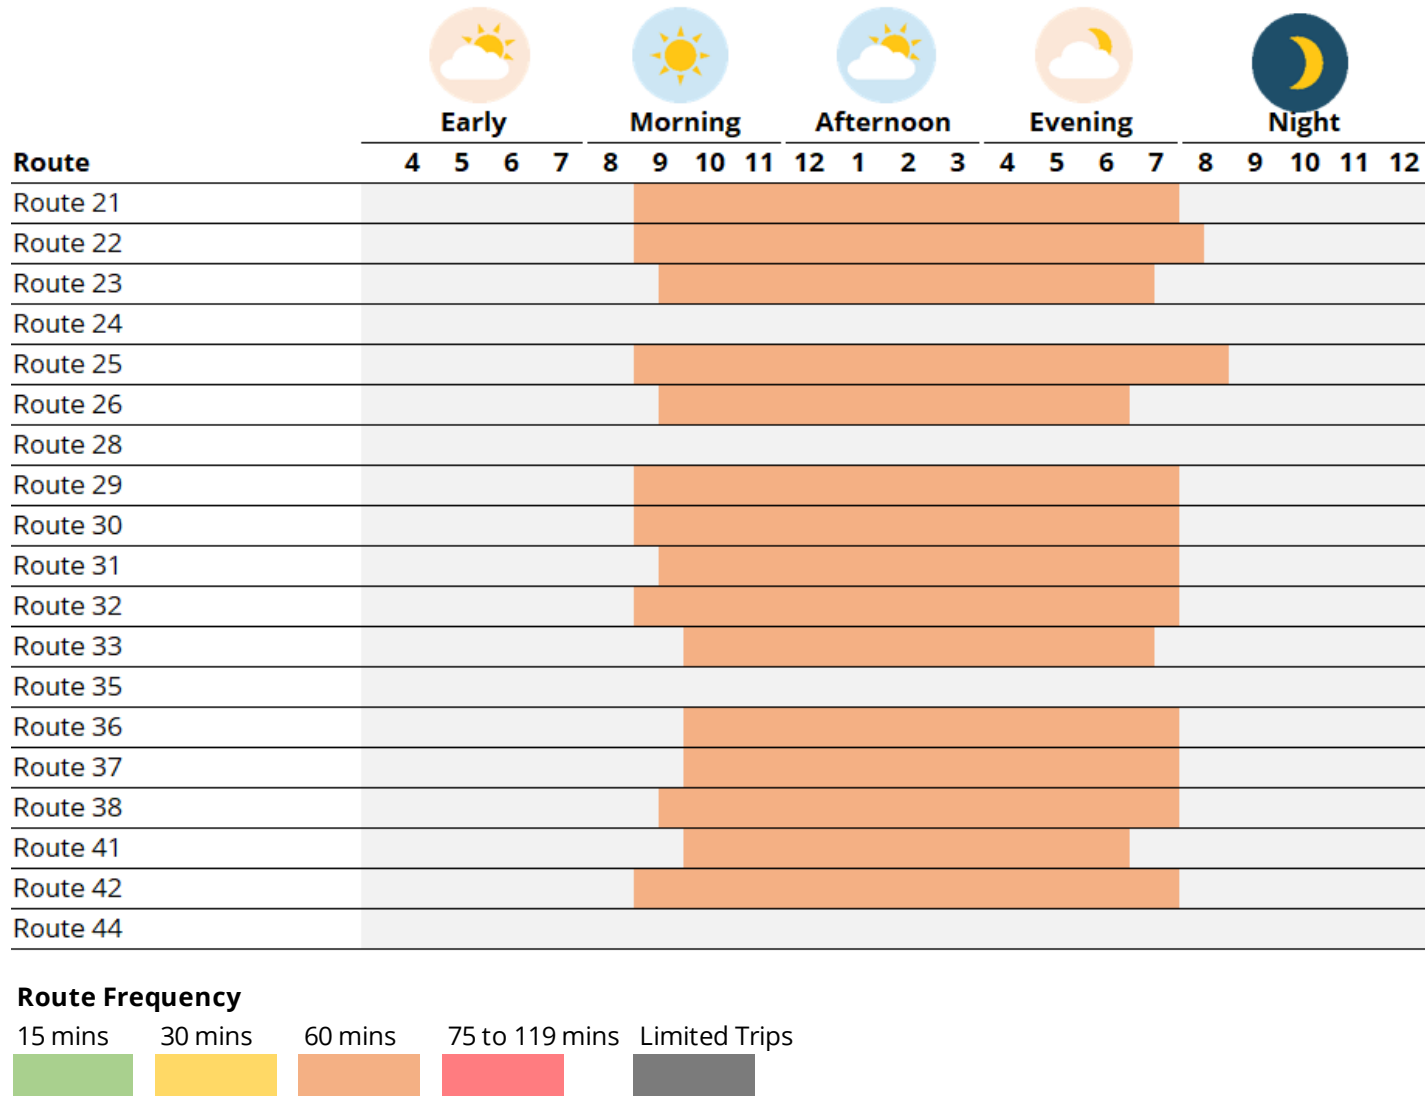 Early Morning Afternoon Evening Night
Route 4 5 6 7 8 9 10 11 12 1 2 3 4 5 6 7 8 9 10 11 12
Route 21
Route 22
Route 23
Route 24
Route 25
Route 26
Route 28
Route 29
Route 30
Route 31
Route 32
Route 33
Route 35
Route 36
Route 37
Route 38
Route 41
Route 42
Route 44
Route Frequency
15 mins 30 mins 60 mins 75 to 119 mins Limited Trips